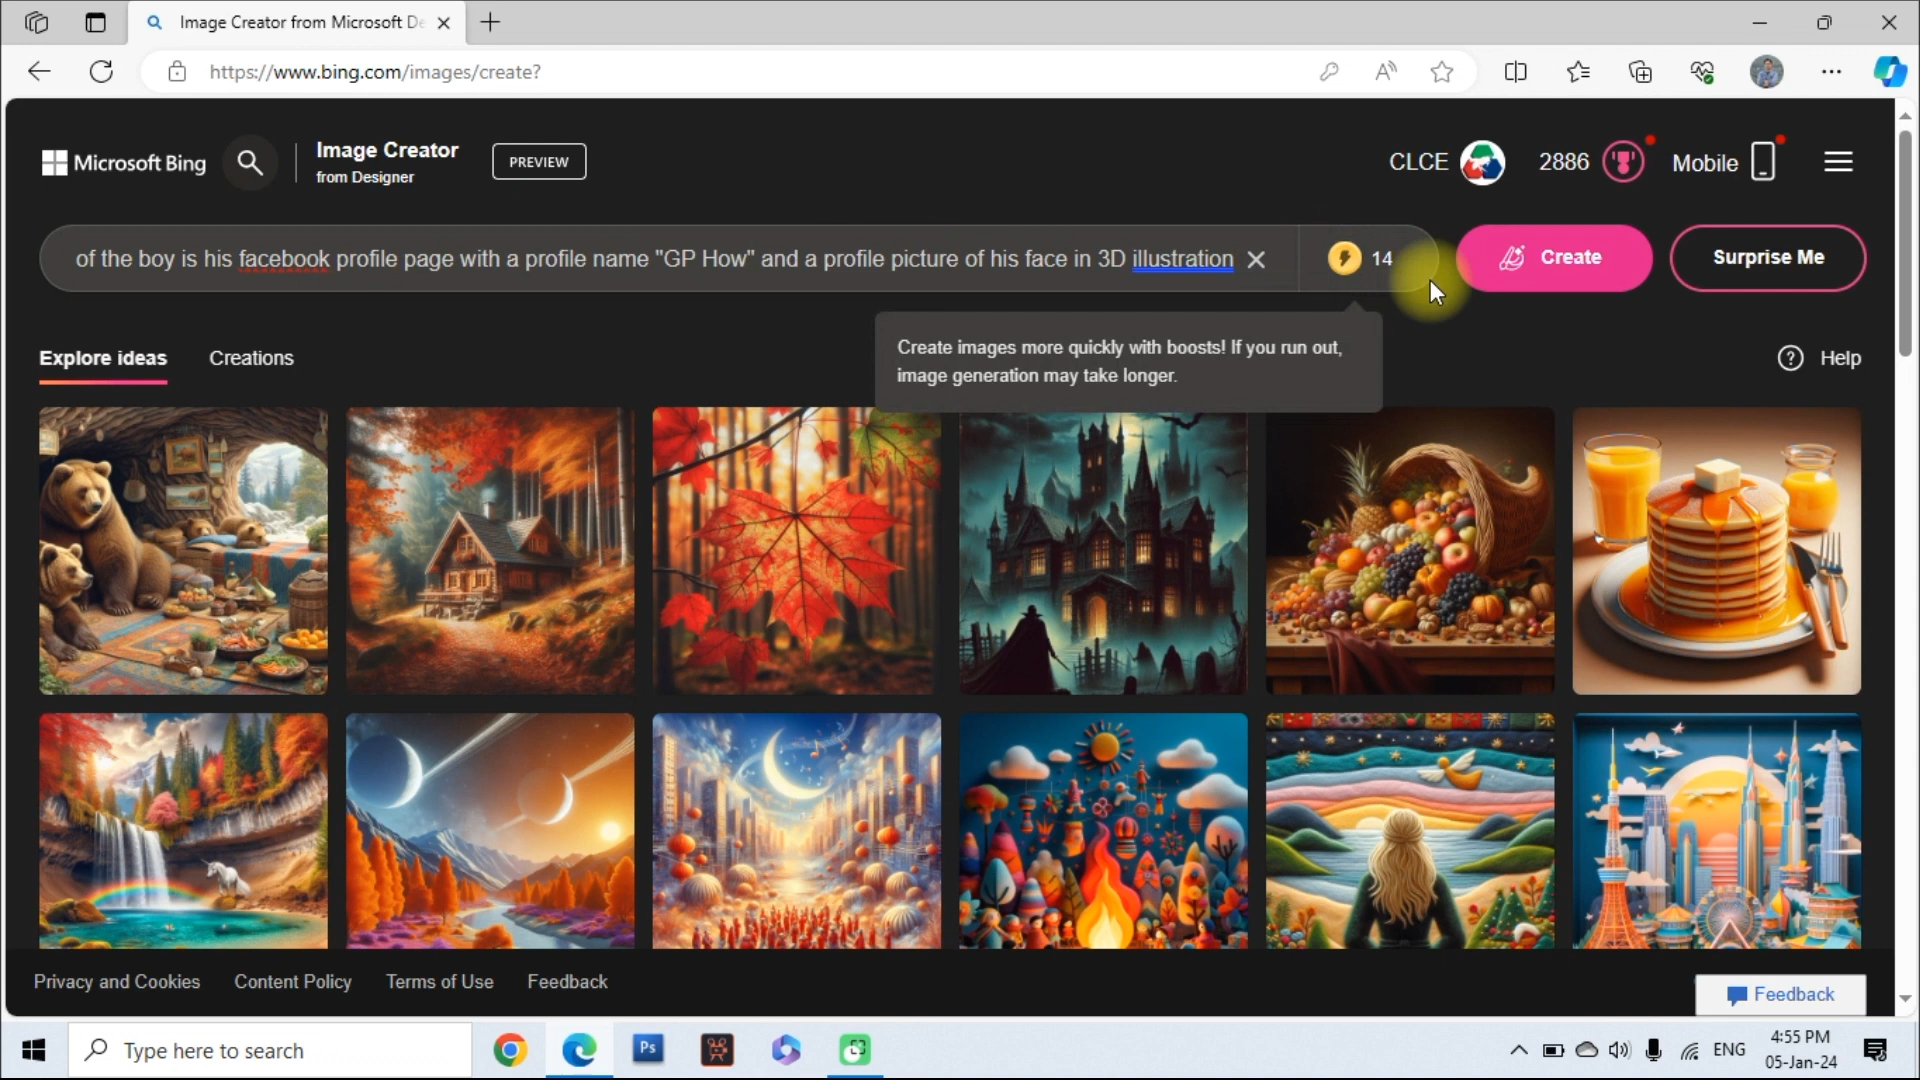 Image Creator from Microsoft De
https://www.bing.com/images/create?
Microsoft Bing
Image Creator
from Designer
PREVIEW
CLCE
2886
Mobile
of the boy is his facebook profile page with a profile name "GP How" and a profile picture of his face in 3D illustration
14
Create
Surprise Me
Create images more quickly with boosts! If you run out,
image generation may take longer.
Explore ideas
Creations
Help
Privacy and Cookies
Content Policy
Terms of Use
Feedback
Feedback
Type here to search
Ps
ENG
4:55 PM
05-Jan-24